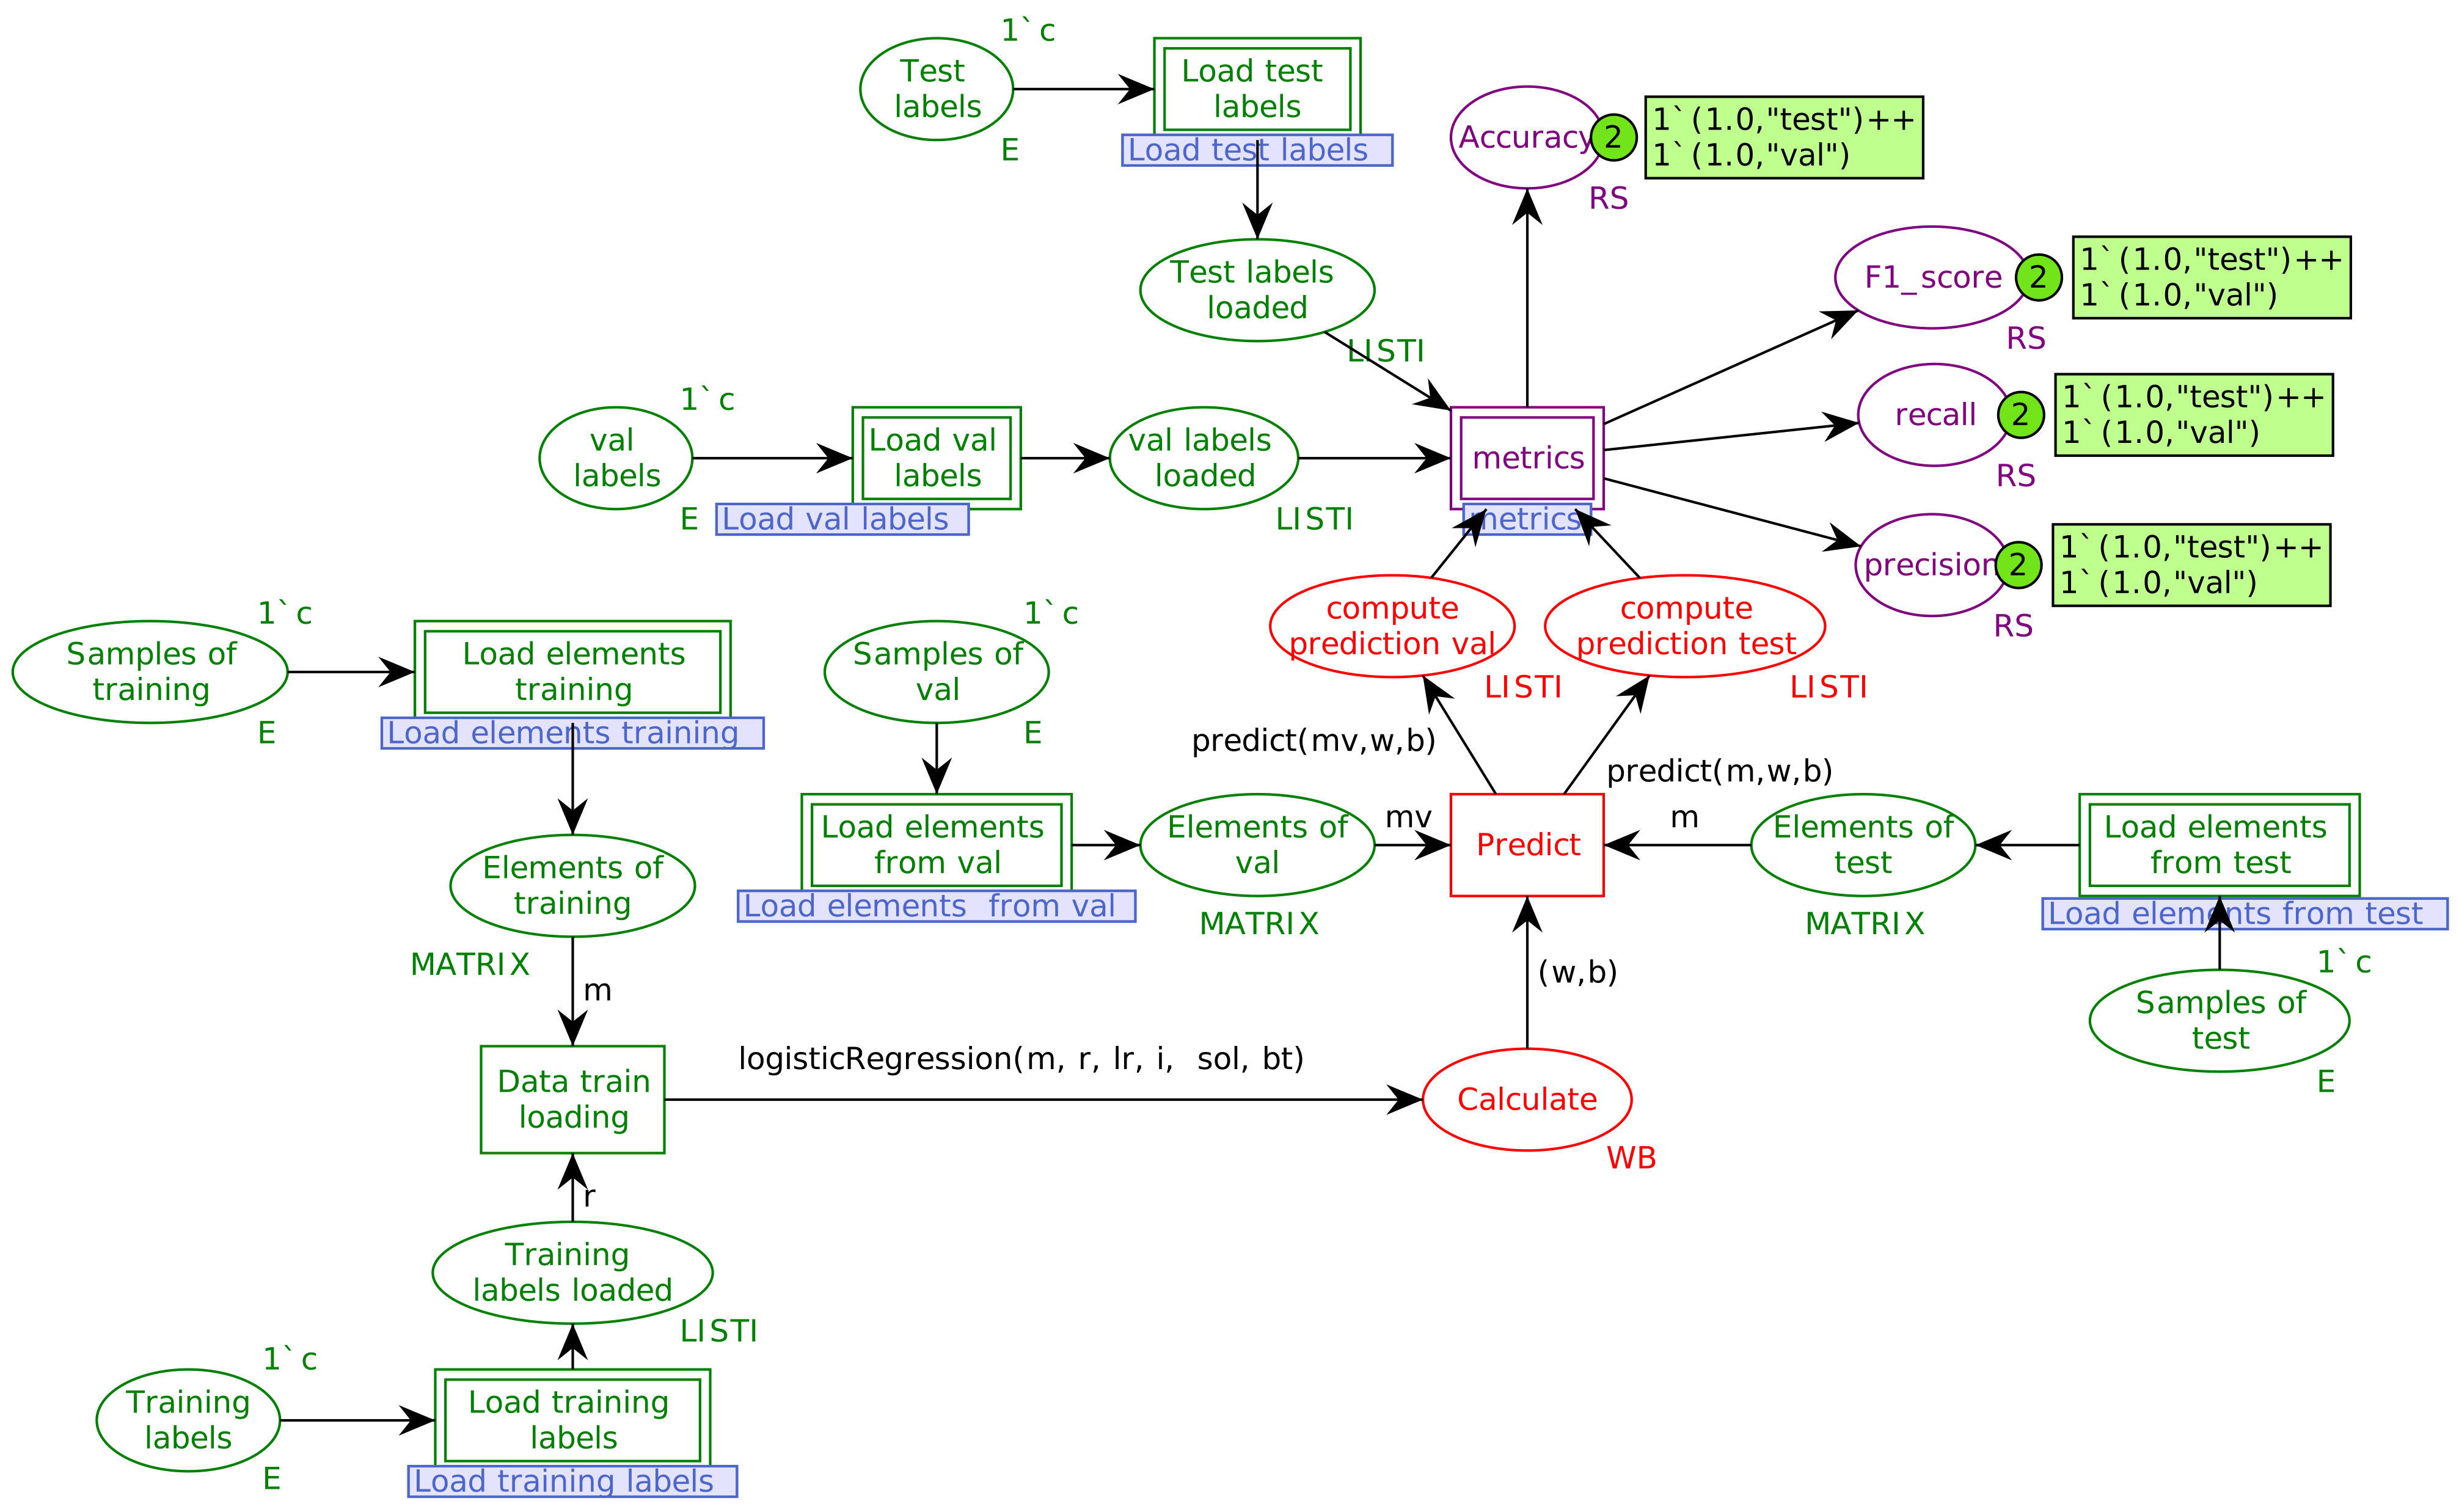 1`c
Test
labels
E
Load test
labels
Load test labels
Test labels
loaded
LISTI
Accuracy
2
1`(1.0,"test")++
1`(1.0,"val")
RS
F1_score
2
1`(1.0,"test")++
1`(1.0,"val")
RS
recall
2
1`(1.0,"test")++
1`(1.0,"val")
RS
precision
2
1`(1.0,"test")++
1`(1.0,"val")
RS
1`c
val
labels
E
Load val
labels
Load val labels
val labels
loaded
LISTI
metrics
metrics
compute
prediction val
LISTI
compute
prediction test
LISTI
1`c
Samples of
training
E
Load elements
training
Load elements training
1`c
Samples of
val
E
predict(mv,w,b)
predict(m,w,b)
Elements of
training
MATRIX
m
Load elements
from val
Load elements  from val
Elements of
val
MATRIX
mv
Predict
m
Elements of
test
MATRIX
Load elements
from test
Load elements from test
1`c
Samples of
test
E
(w,b)
Data train
loading
logisticRegression(m, r, lr, i,  sol, bt)
Calculate
WB
r
Training
labels loaded
LISTI
1`c
Training
labels
E
Load training
labels
Load training labels